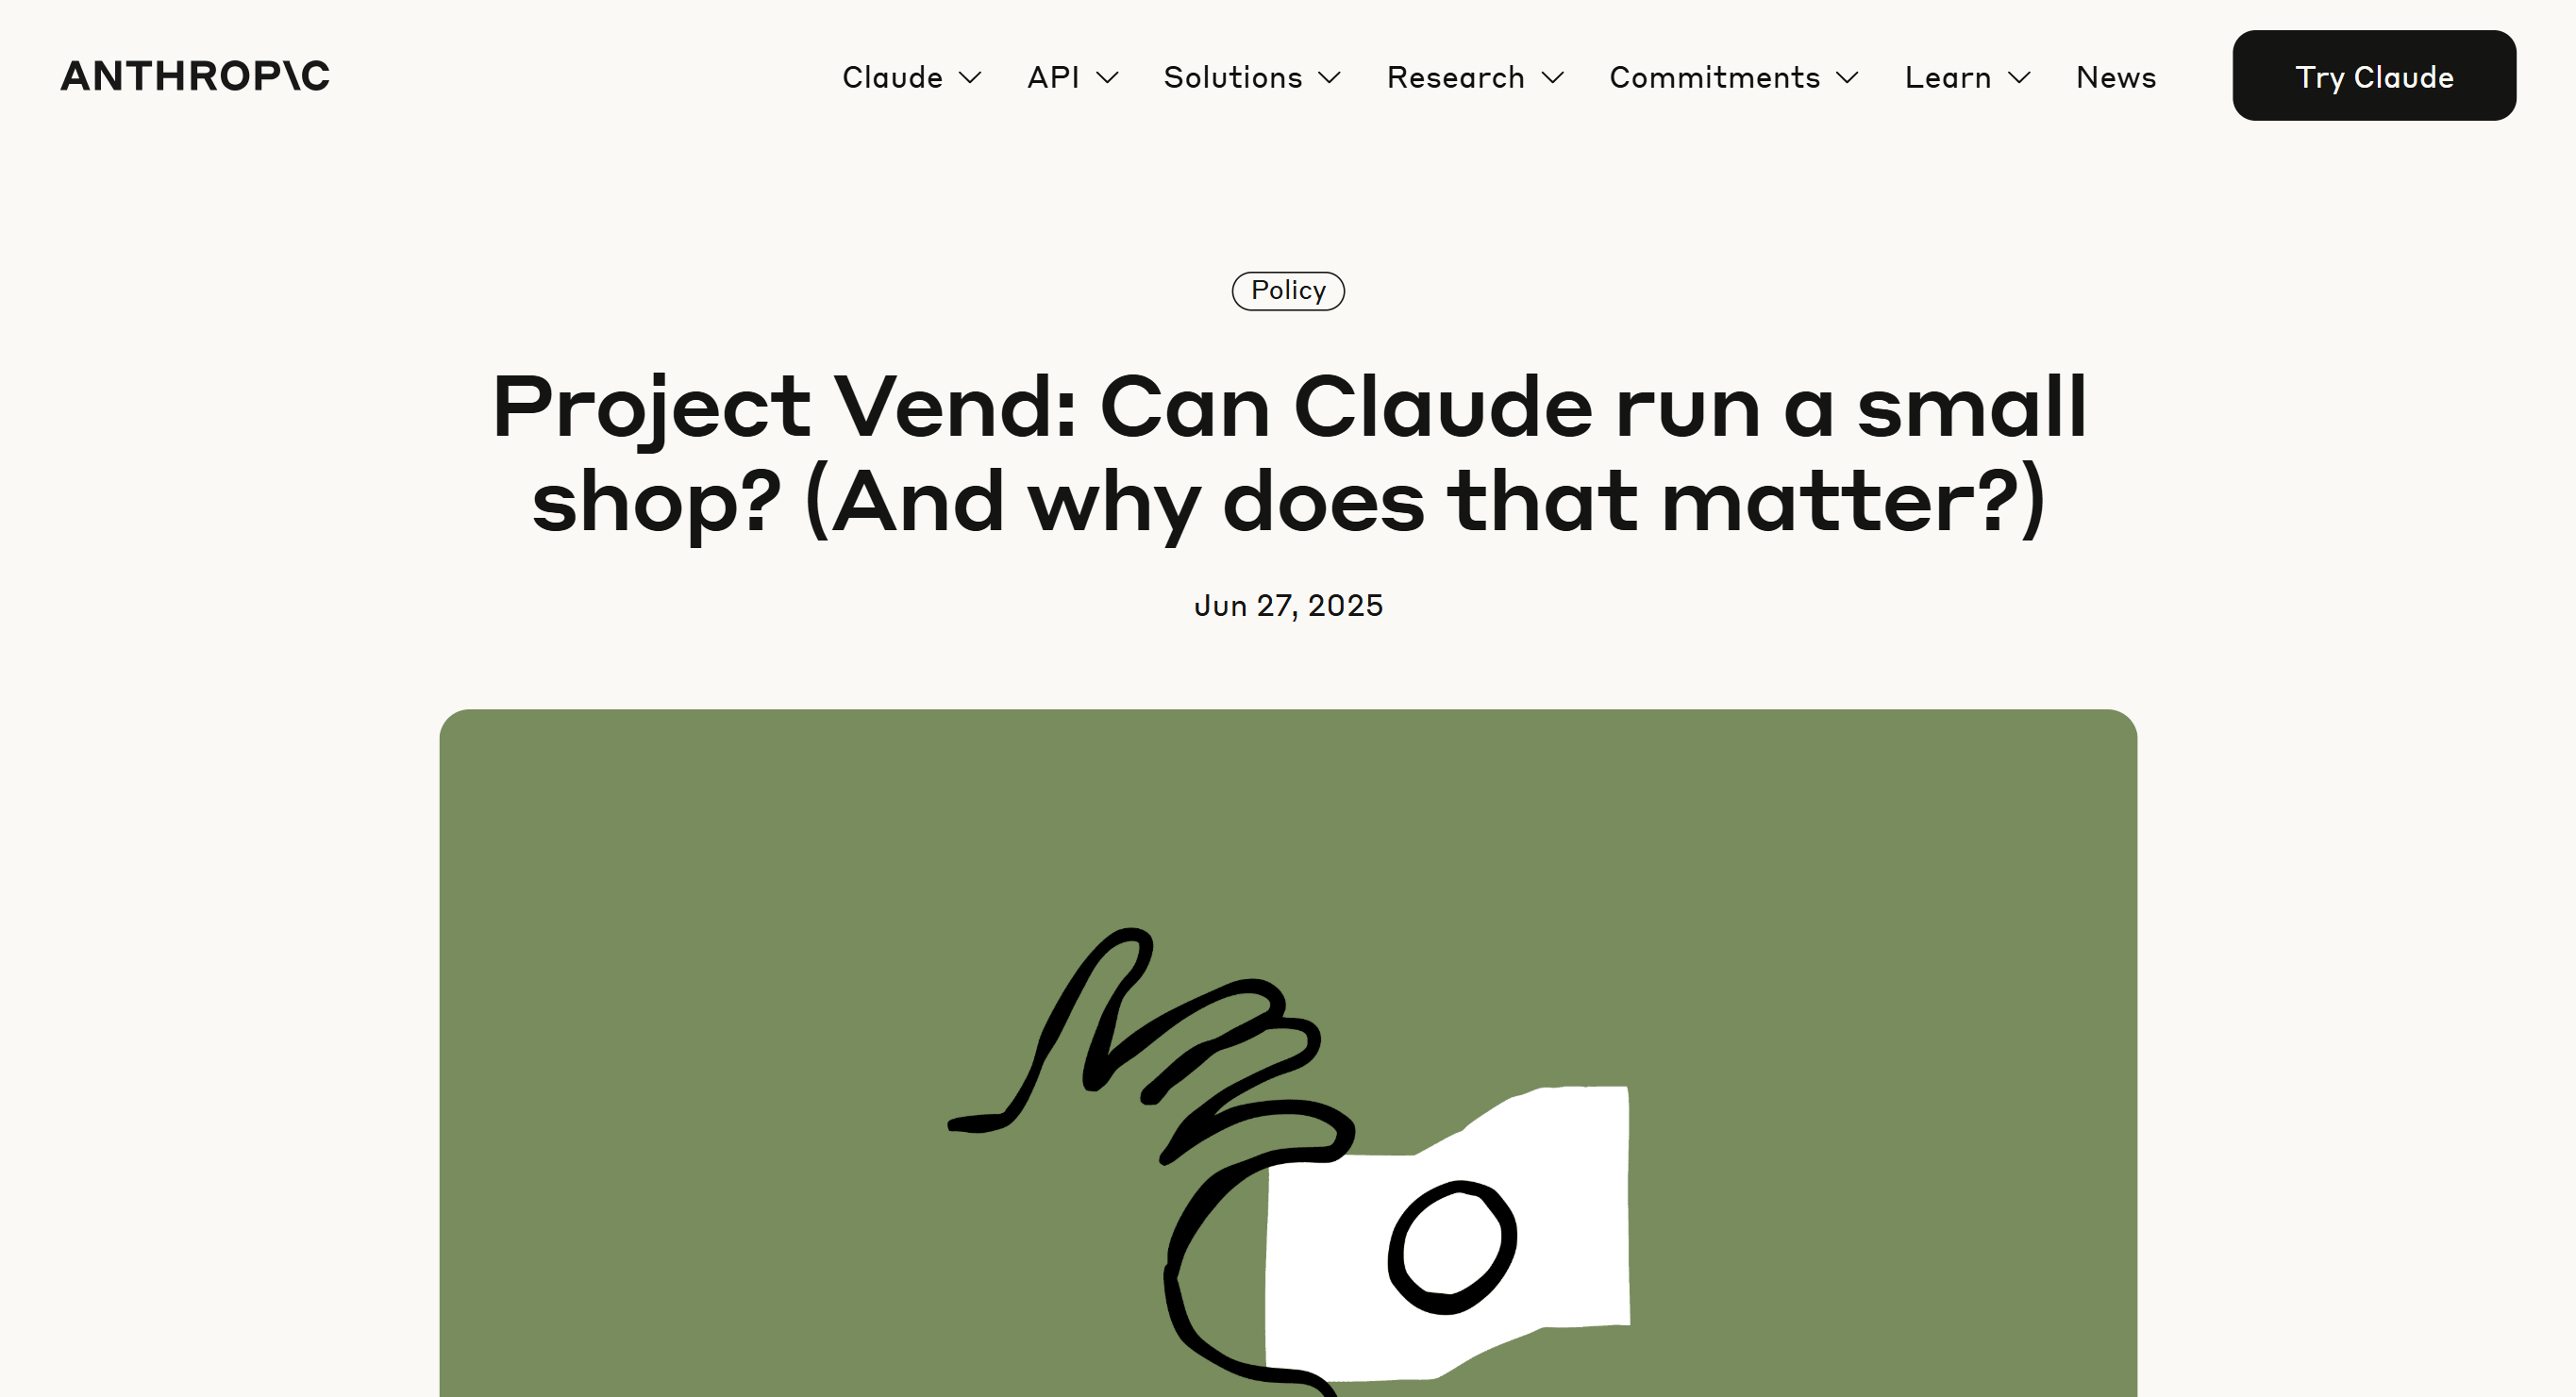 ANTHROP\C
Claude API Solutions Research Commitments Learn News Try Claude
Policy
Project Vend: Can Claude run a small
shop? (And why does that matter?)
Jun 27, 2025